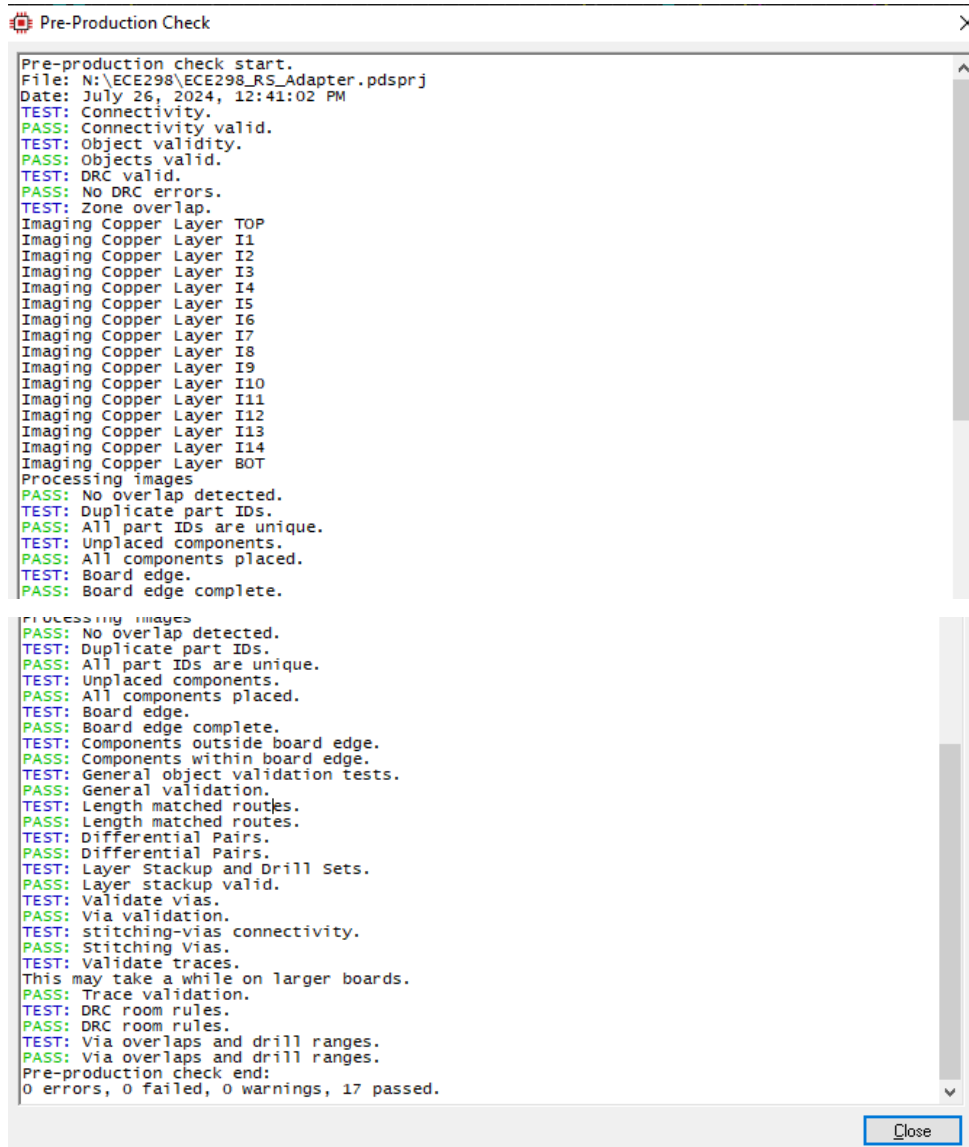 Pre-Production Check
Pre-production check start.
File: N:\ECE298\ECE298_RS_Adapter.pdsprj
Date: July 26, 2024, 12:41:02 PM
TEST: Connectivity.
PASS: Connectivity valid.
TEST: Object validity.
PASS: Objects valid.
TEST: DRC valid.
PASS: No DRC errors.
TEST: Zone overlap.
Imaging Copper Layer TOP
Imaging Copper Layer I1
Imaging Copper Layer I2
Imaging Copper Layer I3
Imaging Copper Layer I4
Imaging Copper Layer I5
Imaging Copper Layer I6
Imaging Copper Layer I7
Imaging Copper Layer I8
Imaging Copper Layer I9
Imaging Copper Layer I10
Imaging Copper Layer I11
Imaging Copper Layer I12
Imaging Copper Layer I13
Imaging Copper Layer I14
Imaging Copper Layer BOT
Processing images
PASS: No overlap detected.
TEST: Duplicate part IDs.
PASS: All part IDs are unique.
TEST: Unplaced components.
PASS: All components placed.
TEST: Board edge.
PASS: Board edge complete.
Processing images
PASS: No overlap detected.
TEST: Duplicate part IDs.
PASS: All part IDs are unique.
TEST: Unplaced components.
PASS: All components placed.
TEST: Board edge.
PASS: Board edge complete.
TEST: Components outside board edge.
PASS: Components within board edge.
TEST: General object validation tests.
PASS: General validation.
TEST: Length matched routes.
PASS: Length matched routes.
TEST: Differential Pairs.
PASS: Differential Pairs.
TEST: Layer Stackup and Drill Sets.
PASS: Layer stackup valid.
TEST: Validate vias.
PASS: Via validation.
TEST: stitching-vias connectivity.
PASS: Stitching Vias.
TEST: Validate traces.
This may take a while on larger boards.
PASS: Trace validation.
TEST: DRC room rules.
PASS: DRC room rules.
TEST: Via overlaps and drill ranges.
PASS: Via overlaps and drill ranges.
Pre-production check end:
0 errors, 0 failed, 0 warnings, 17 passed.
Close